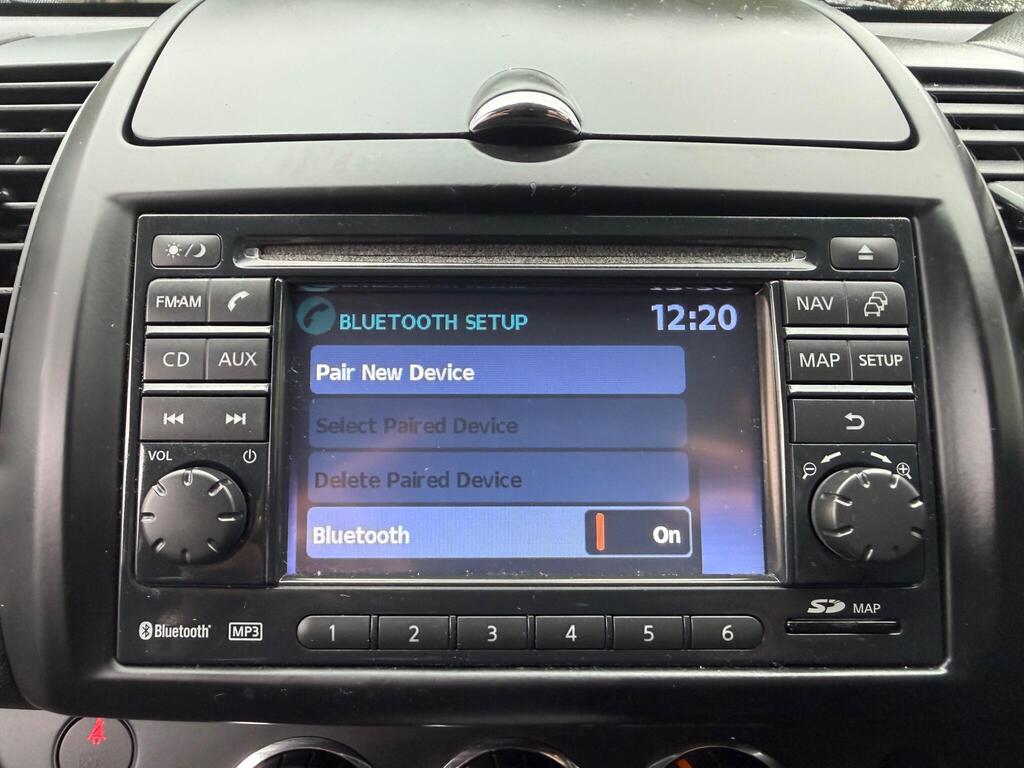 FM·AM
CD AUX
VOL
BLUETOOTH SETUP 12:20
Pair New Device
Select Paired Device
Delete Paired Device
Bluetooth On
NAV
MAP SETUP
Bluetooth®
MP3
1 2 3 4 5 6
SD MAP